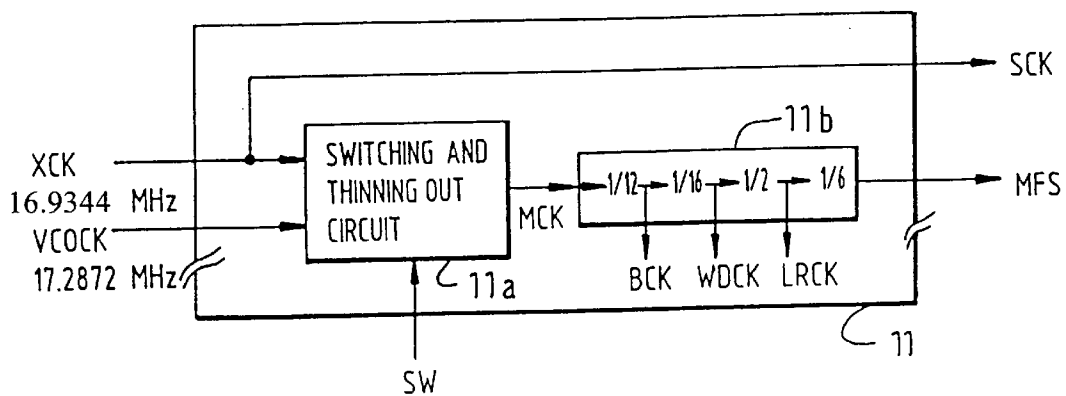 SCK
11b
XCK
16.9344 MHz
VCOCK
17.2872 MHz
SWITCHING AND
THINNING OUT
CIRCUIT
MCK
1/12 1/16 1/2 1/6
MFS
BCK WDCK LRCK
11a
11
SW